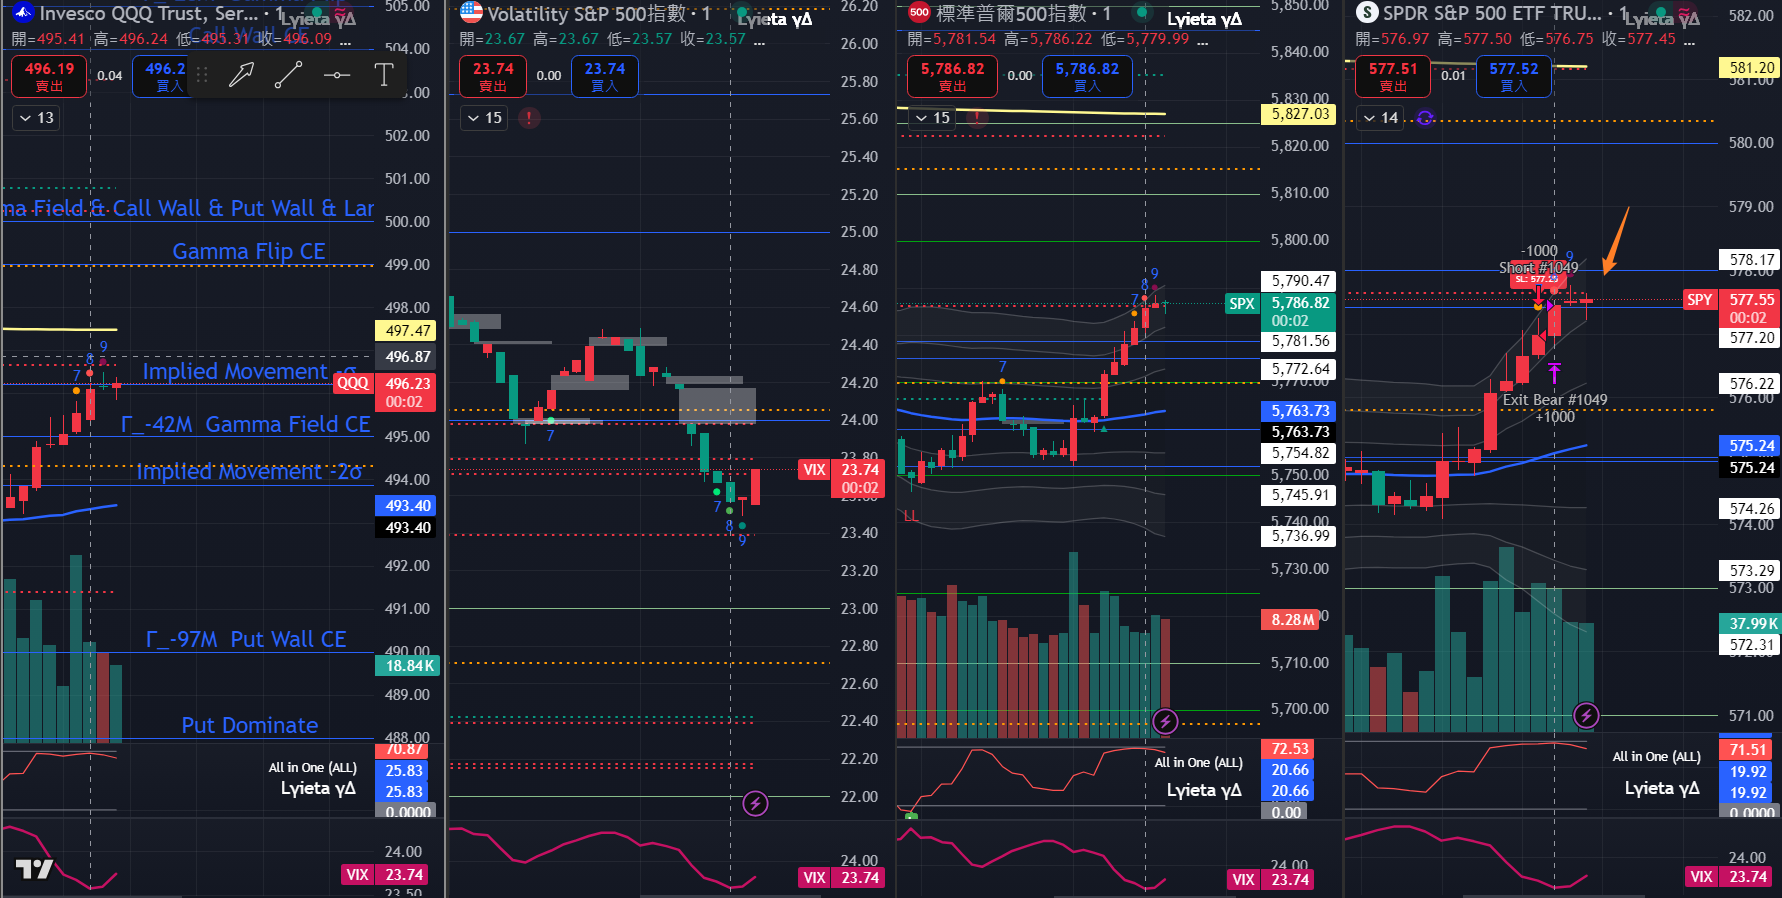 Invesco QQQ Trust, Ser... · 1
Lyieta γΔ
開=495.41 高=496.24 低=495.31 收=496.09 ...
496.19
賣出
0.04
496.2
買入
T
13
505.00
504.00
502.00
501.00
500.00
499.00
498.00
497.47
496.87
QQQ 496.23
00:02
495.00
494.00
493.40
493.40
492.00
491.00
490.00
18.84K
489.00
488.00
70.87
25.83
25.83
0.0000
24.00
VIX 23.74
23.50
Call Wall CE
ma Field & Call Wall & Put Wall & Lar
Gamma Flip CE
Implied Movement -σ
Γ_-42M Gamma Field CE
Implied Movement -2σ
Γ_-97M Put Wall CE
Put Dominate
7
8
9
All in One (ALL)
Lyieta γΔ
Volatility S&P 500指數 · 1
Lyieta γΔ
開=23.67 高=23.67 低=23.57 收=23.57 ...
23.74
賣出
0.00
23.74
買入
15
!
26.20
26.00
25.80
25.60
25.40
25.20
25.00
24.80
24.60
24.40
24.20
24.00
23.80
VIX 23.74
00:02
23.60
23.40
23.20
23.00
22.80
22.60
22.40
22.20
22.00
7
7
8
9
24.00
VIX 23.74
500
標準普爾500指數 · 1
Lyieta γΔ
開=5,781.54 高=5,786.22 低=5,779.99 ...
5,786.82
賣出
0.00
5,786.82
買入
15
!
5,850.00
5,840.00
5,830.00
5,827.03
5,820.00
5,810.00
5,800.00
5,790.47
SPX 5,786.82
00:02
5,781.56
5,772.64
5,770.00
5,763.73
5,763.73
5,754.82
5,750.00
5,745.91
5,740.00
5,736.99
5,730.00
8.28M
5,710.00
5,700.00
7
7
8
9
LL
All in One (ALL)
Lyieta γΔ
72.53
20.66
20.66
0.00
24.00
VIX 23.74
S
SPDR S&P 500 ETF TRU... · 1
Lyieta γΔ
開=576.97 高=577.50 低=576.75 收=577.45 ...
577.51
賣出
0.01
577.52
買入
14
582.00
581.20
581.00
580.00
579.00
578.17
578.00
SPY 577.55
00:02
577.20
576.22
576.00
575.24
575.24
574.26
574.00
573.29
573.00
37.99K
572.31
571.00
-1000
Short #1049
9
SL: 577.25
Exit Bear #1049
+1000
All in One (ALL)
Lyieta γΔ
71.51
19.92
19.92
0.0000
24.00
VIX 23.74